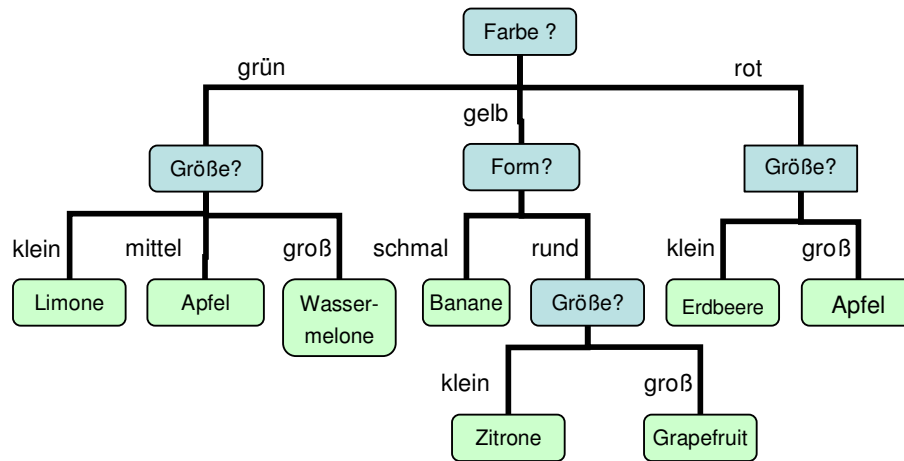 Farbe ?
grün
rot
gelb
Größe?
Form?
Größe?
klein
mittel
groß
schmal
rund
klein
groß
Limone
Apfel
Wasser-
melone
Banane
Größe?
Erdbeere
Apfel
klein
groß
Zitrone
Grapefruit